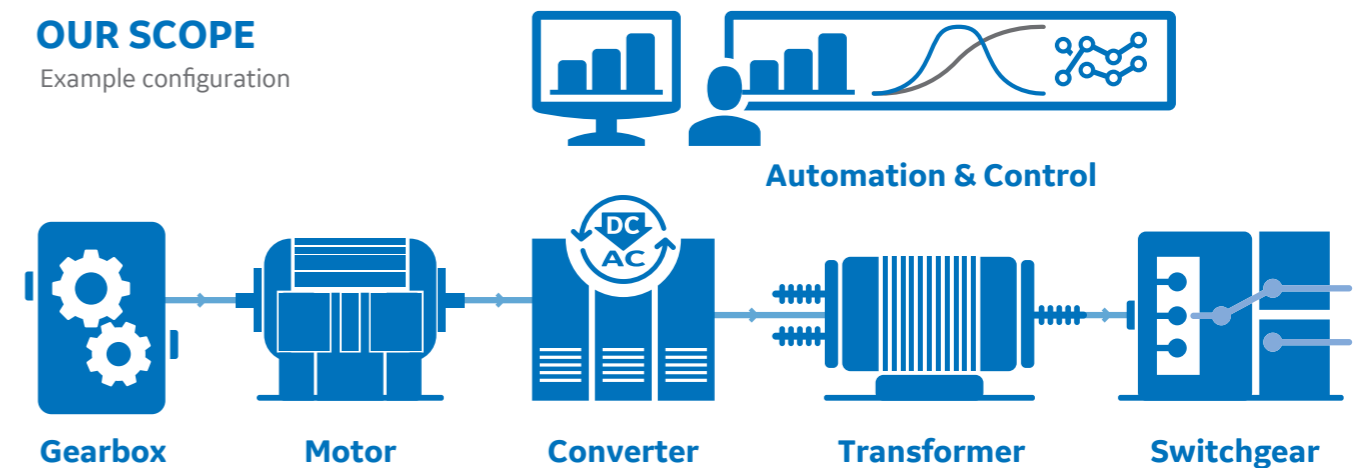 OUR SCOPE
Example configuration
Automation & Control
DC
AC
Gearbox
Motor
Converter
Transformer
Switchgear